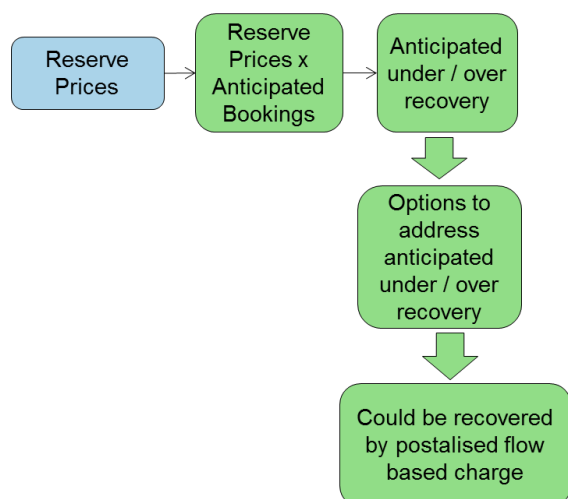 Reserve
Prices
Reserve
Prices x
Anticipated
Bookings
Anticipated
under / over
recovery
Options to
address
anticipated
under / over
recovery
Could be recovered
by postalised flow
based charge